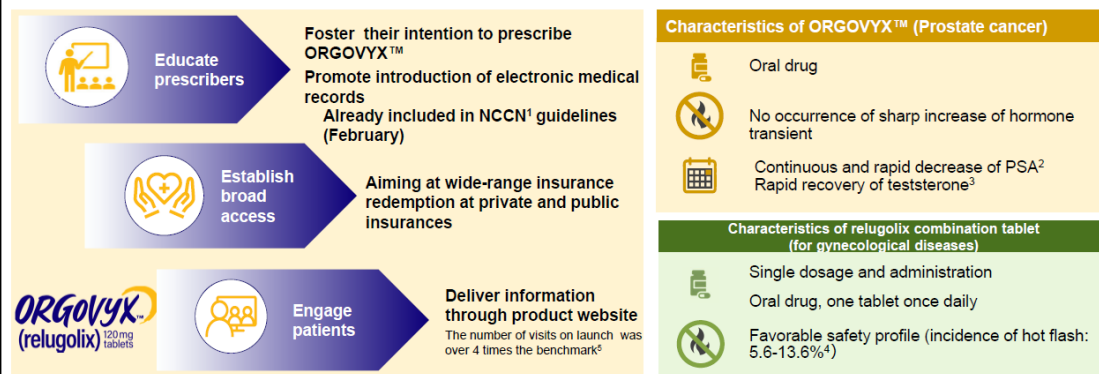 Educate
prescribers
Foster their intention to prescribe
ORGOVYX™
Promote introduction of electronic medical
records
Already included in NCCN¹ guidelines
(February)
Establish
broad
access
Aiming at wide-range insurance
redemption at private and public
insurances
ORGOVYX™
(relugolix) 120mg tablets
Engage
patients
Deliver information
through product website
The number of visits on launch was
over 4 times the benchmark⁵
Characteristics of ORGOVYX™ (Prostate cancer)
Oral drug
No occurrence of sharp increase of hormone
transient
Continuous and rapid decrease of PSA²
Rapid recovery of teststerone³
Characteristics of relugolix combination tablet
(for gynecological diseases)
Single dosage and administration
Oral drug, one tablet once daily
Favorable safety profile (incidence of hot flash:
5.6-13.6%⁴)